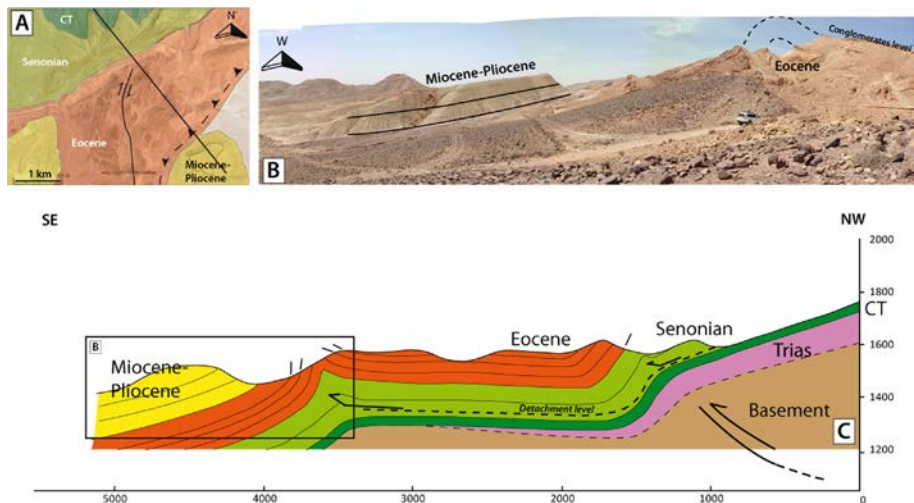 A
CT
N
Senonian
Eocene
Miocene-
Pliocene
1 km
W
Miocene-Pliocene
Conglomerates level
Eocene
B
SE
NW
2000
1800
CT
1600
1400
1200
1000
B
Miocene-
Pliocene
Eocene
Senonian
Trias
Detachment level
Basement
C
5000
4000
3000
2000
1000
0